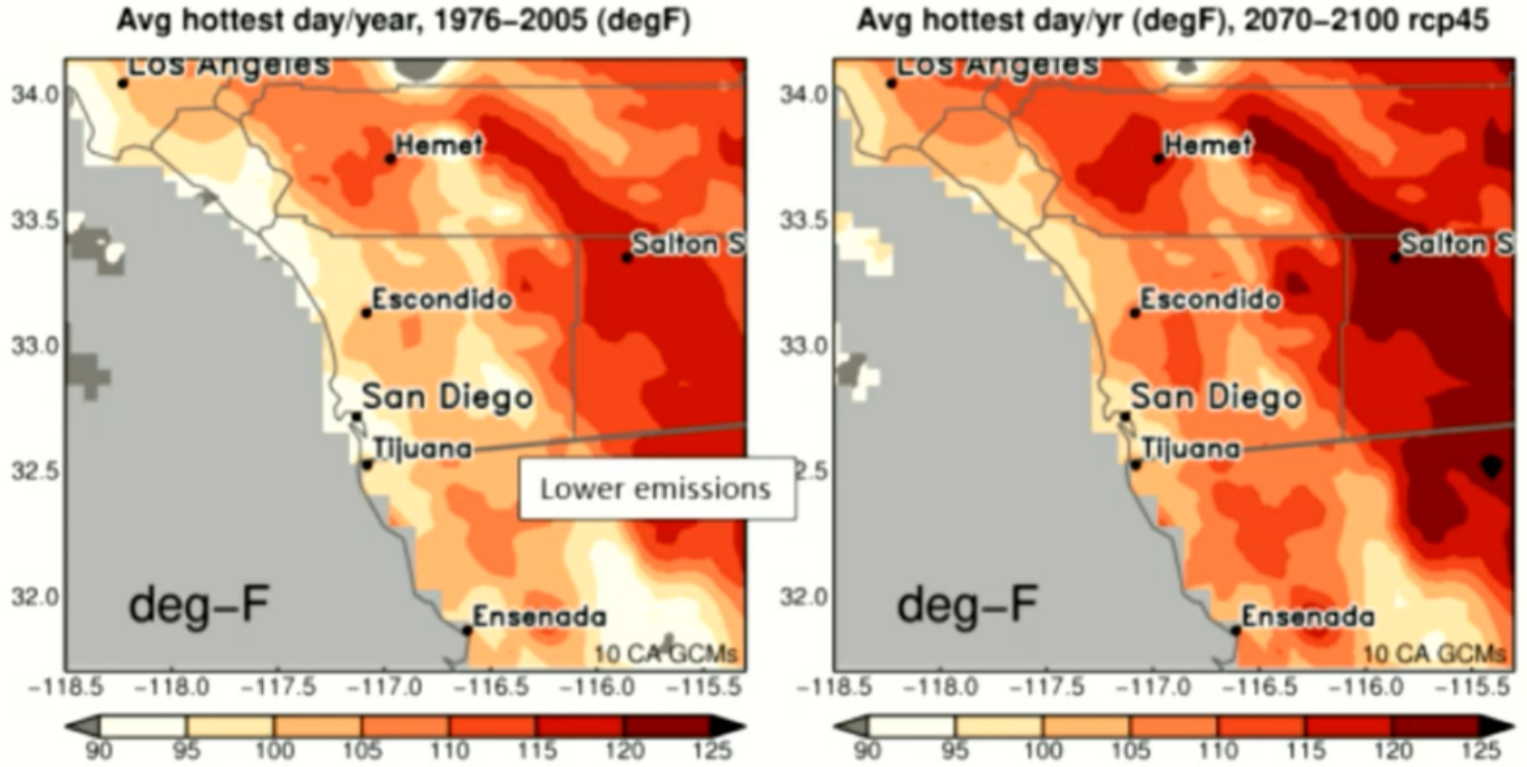 Avg hottest day/year, 1976–2005 (degF)
Los Angeles
34.0
Hemet
33.5
Salton S
Escondido
33.0
San Diego
Tijuana
32.5
Lower emissions
32.0
deg–F
Ensenada
10 CA GCMs
−118.5 −118.0 −117.5 −117.0 −116.5 −116.0 −115.5
90 95 100 105 110 115 120 125
Avg hottest day/yr (degF), 2070–2100 rcp45
Los Angeles
34.0
Hemet
33.5
Salton S
Escondido
33.0
San Diego
Tijuana
2.5
32.0
deg–F
Ensenada
10 CA GCMs
−118.5 −118.0 −117.5 −117.0 −116.5 −116.0 −115.5
90 95 100 105 110 115 120 125